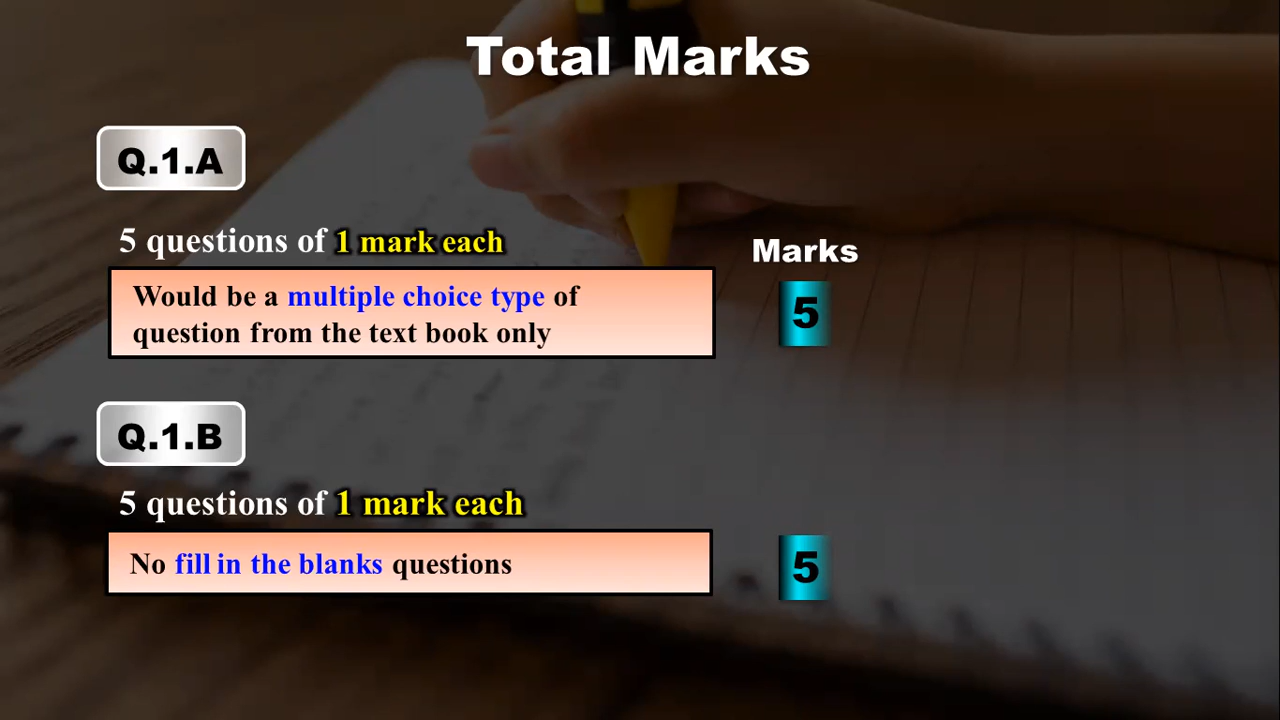 Total Marks
Q.1.A
5 questions of 1 mark each
Marks
Would be a multiple choice type of
question from the text book only
5
Q.1.B
5 questions of 1 mark each
No fill in the blanks questions
5